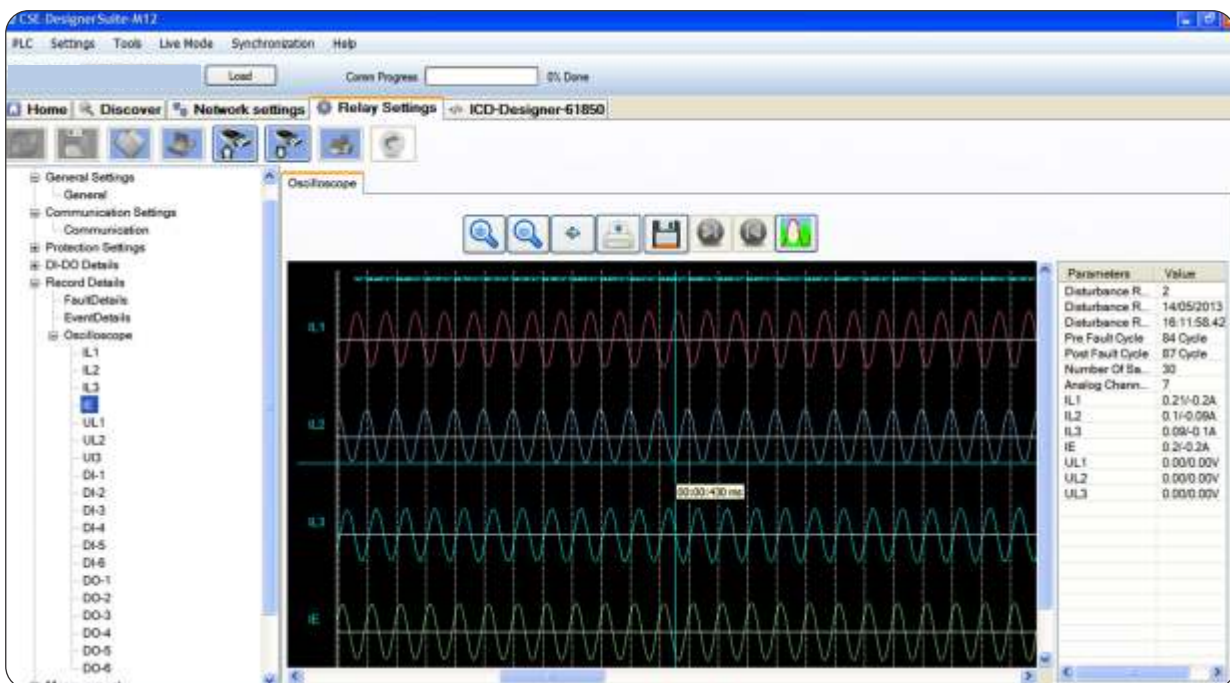 CSE-DesignerSuite-M12
PLC Settings Tools Live Mode Synchronization Help
Load Comm Progress 0% Done
Home Discover Network settings Relay Settings ICD-Designer-61850
General Settings
General
Communication Settings
Communication
Protection Settings
DI-DO Details
Record Details
FaultDetails
EventDetails
Oscilloscope
IL1
IL2
IL3
IE
UL1
UL2
Ul3
DI-1
DI-2
DI-3
DI-4
DI-5
DI-6
DO-1
DO-2
DO-3
DO-4
DO-5
DO-6
Oscilloscope
IL1
IL2
IL3
IE
00:00:430 ms
Parameters Value
Disturbance R... 2
Disturbance R... 14/05/2013
Disturbance R... 16:11:58.42
Pre Fault Cycle 84 Cycle
Post Fault Cycle 87 Cycle
Number Of Sa... 30
Analog Chann... 7
IL1 0.21/-0.2A
IL2 0.1/-0.09A
IL3 0.09/-0.1A
IE 0.2/-0.2A
UL1 0.00/0.00V
UL2 0.00/0.00V
UL3 0.00/0.00V